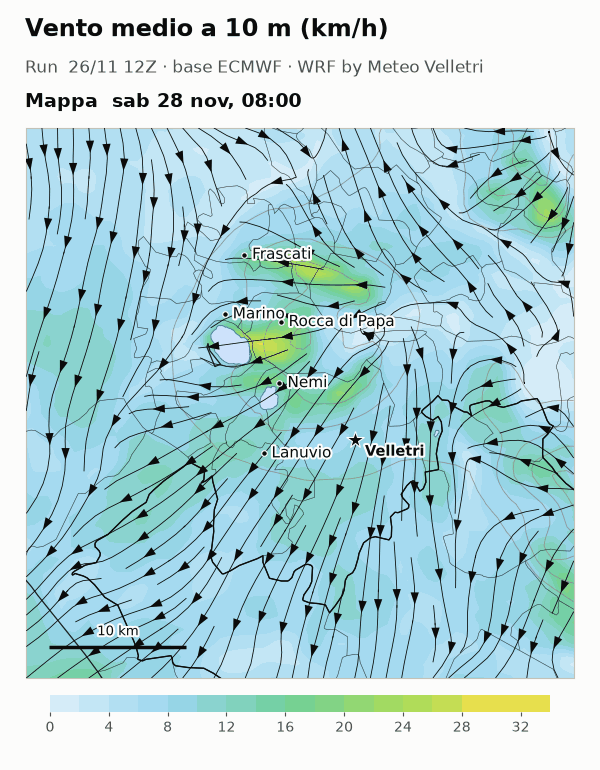 Vento medio a 10 m (km/h)
Run  26/11 12Z · base ECMWF · WRF by Meteo Velletri
Mappa  sab 28 nov, 08:00
Frascati
Marino
Rocca di Papa
Nemi
Velletri
Lanuvio
10 km
0 4 8 12 16 20 24 28 32